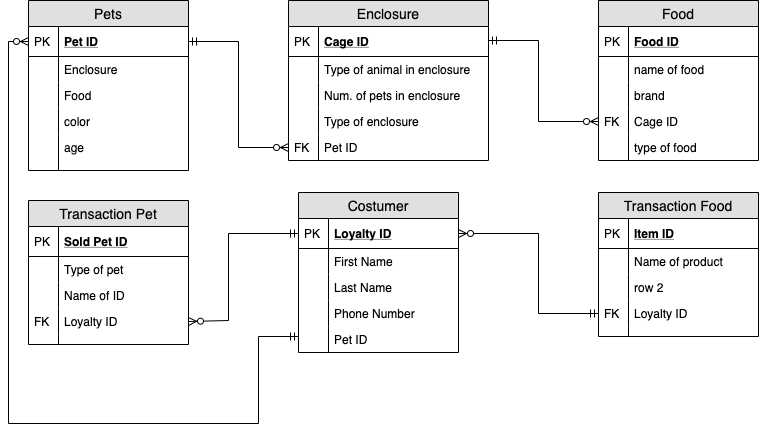 Pets
PK Pet ID
Enclosure
Food
color
age
Enclosure
PK Cage ID
Type of animal in enclosure
Num. of pets in enclosure
Type of enclosure
FK Pet ID
Food
PK Food ID
name of food
brand
FK Cage ID
type of food
Transaction Pet
PK Sold Pet ID
Type of pet
Name of ID
FK Loyalty ID
Costumer
PK Loyalty ID
First Name
Last Name
Phone Number
Pet ID
Transaction Food
PK Item ID
Name of product
row 2
FK Loyalty ID